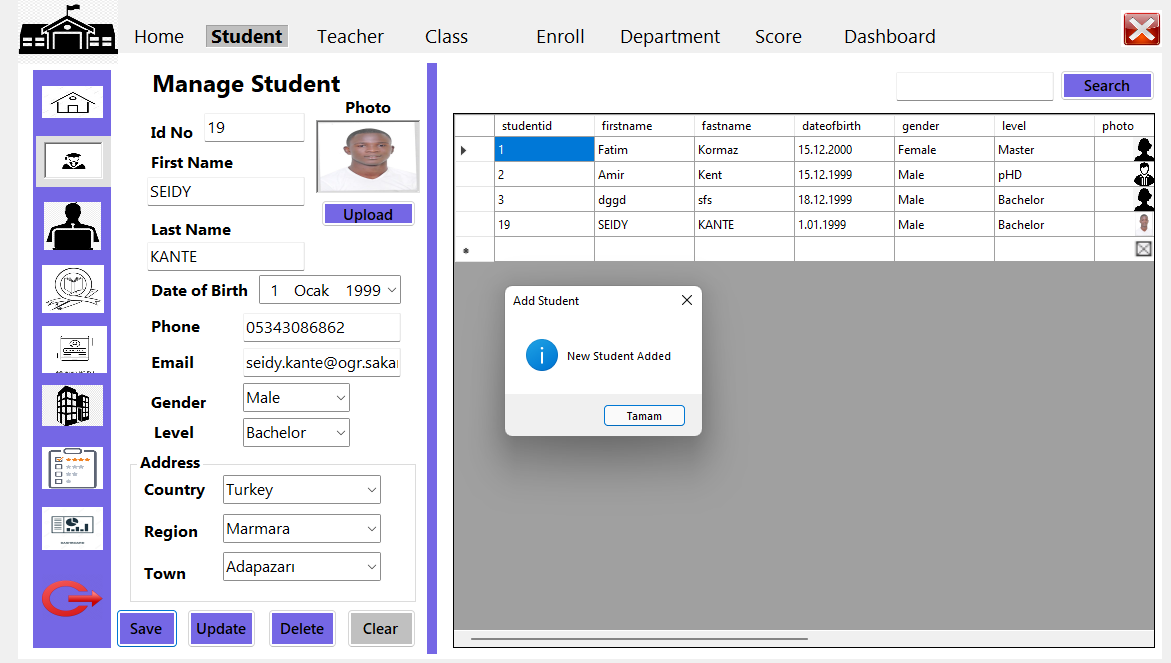 Home Student Teacher Class Enroll Department Score Dashboard
Manage Student
Photo
Id No 19
First Name
SEIDY
Upload
Last Name
KANTE
Date of Birth 1 Ocak 1999
Phone 05343086862
Email seidy.kante@ogr.saka
Gender Male
Level Bachelor
Address
Country Turkey
Region Marmara
Town Adapazarı
Save Update Delete Clear
Search
studentid firstname fastname dateofbirth gender level photo
1 Fatim Kormaz 15.12.2000 Female Master
2 Amir Kent 15.12.1999 Male pHD
3 dggd sfs 18.12.1999 Male Bachelor
19 SEIDY KANTE 1.01.1999 Male Bachelor
Add Student
New Student Added
Tamam